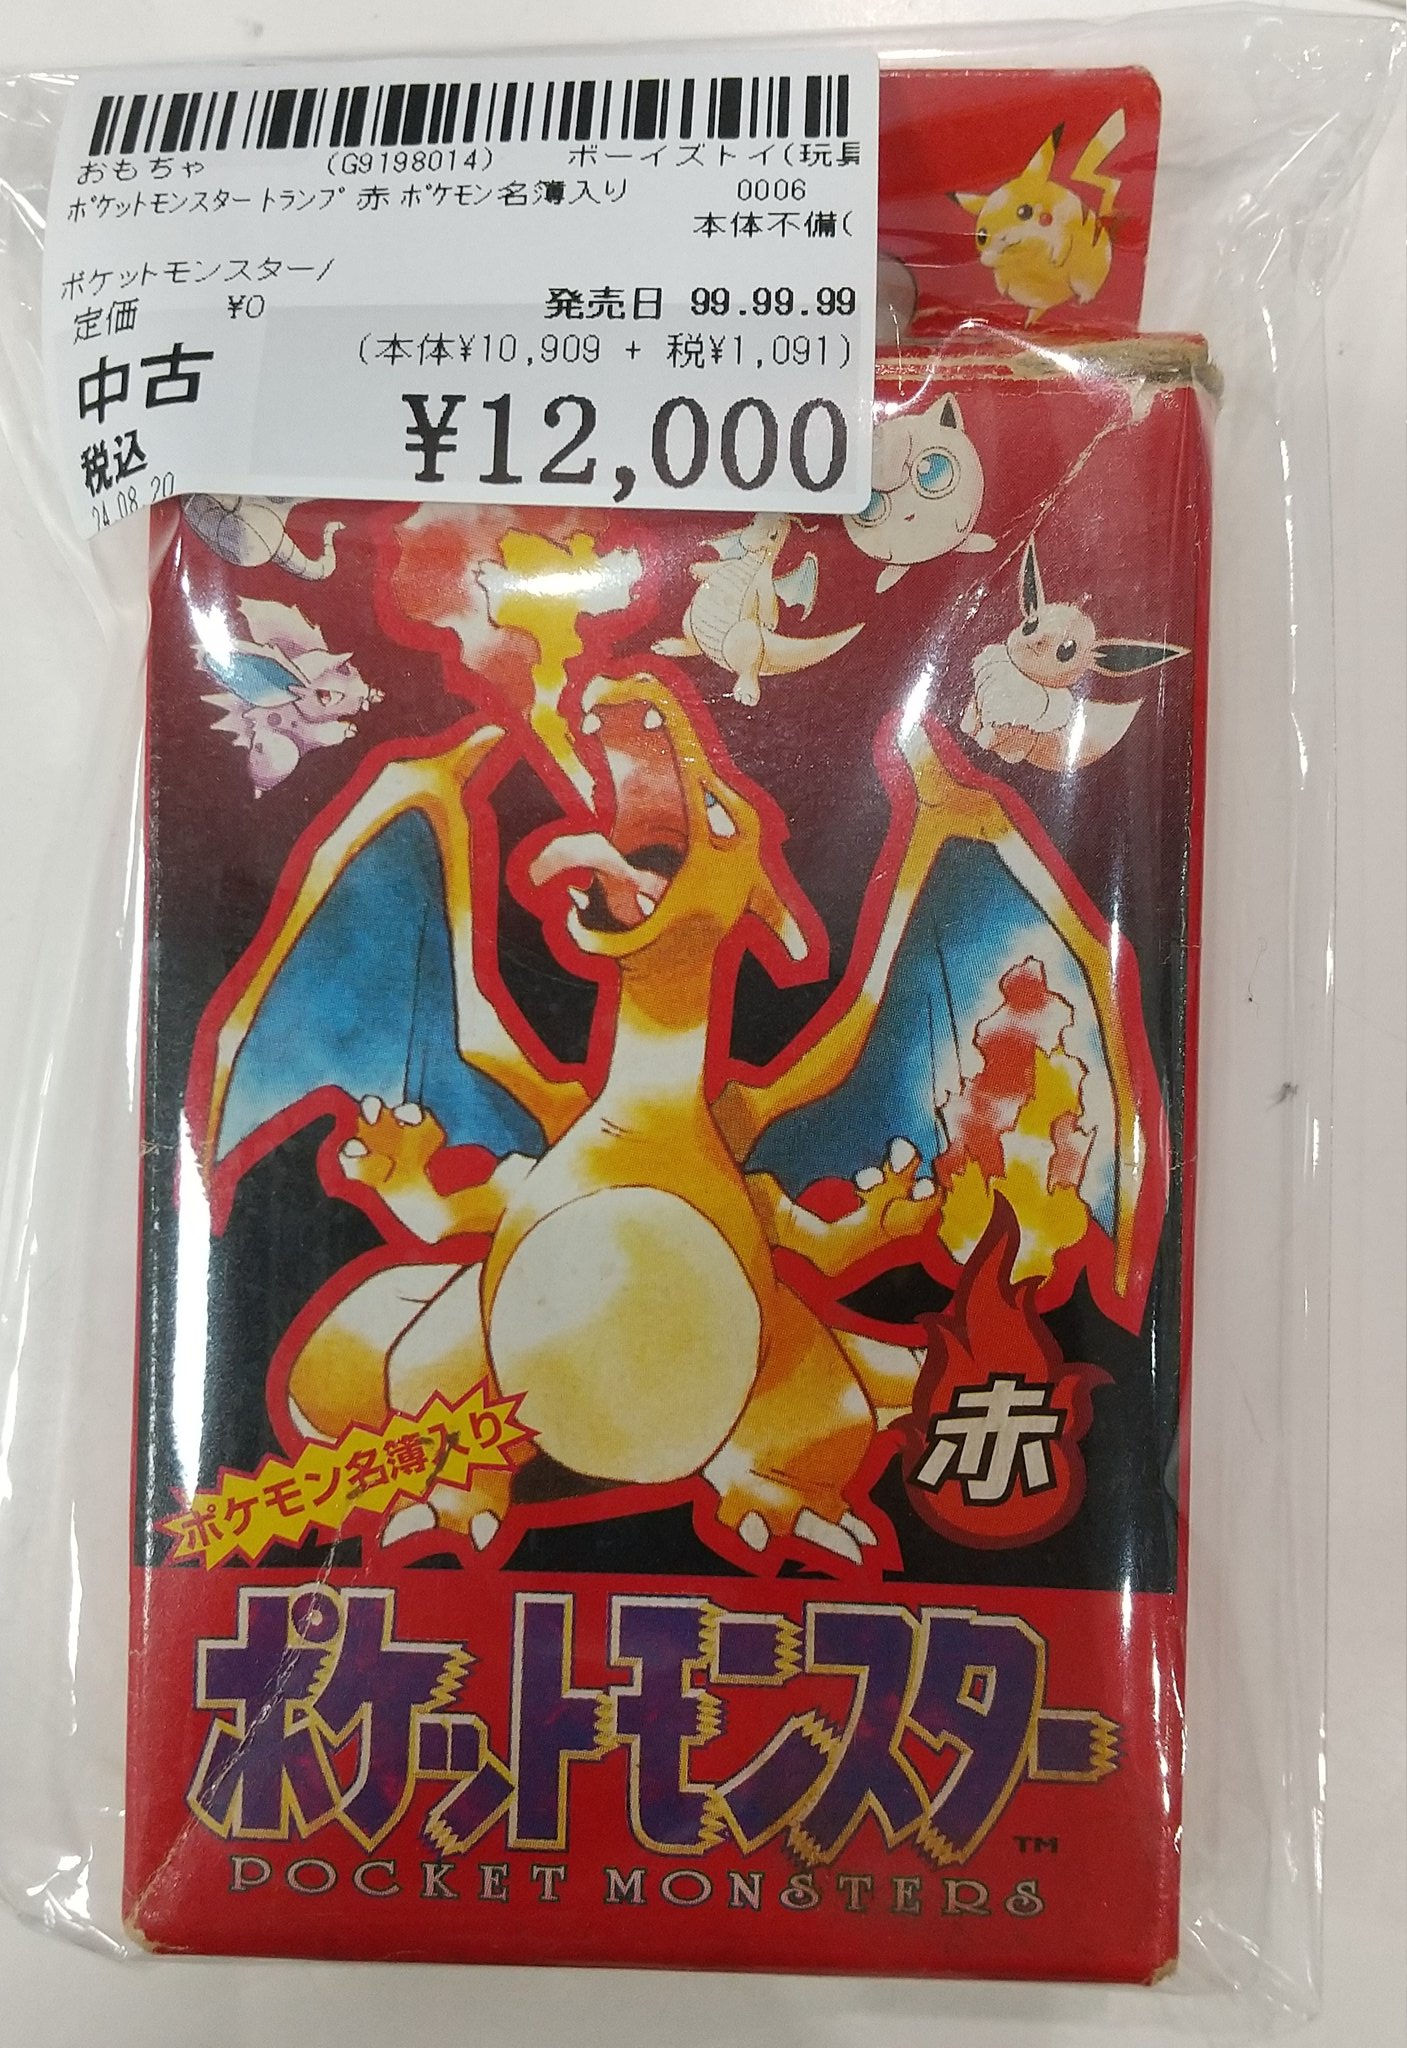 おもちゃ (G9198014) ボーイズトイ(玩具
ポケットモンスタートランプ 赤 ポケモン名簿入り 0006
本体不備(
ポケットモンスター/
定価 ¥0 発売日 99.99.99
中古 (本体¥10,909 + 税¥1,091)
税込 ¥12,000
24.08.20
赤
ポケモン名簿入り
ポケットモンスター TM
POCKET MONSTERS